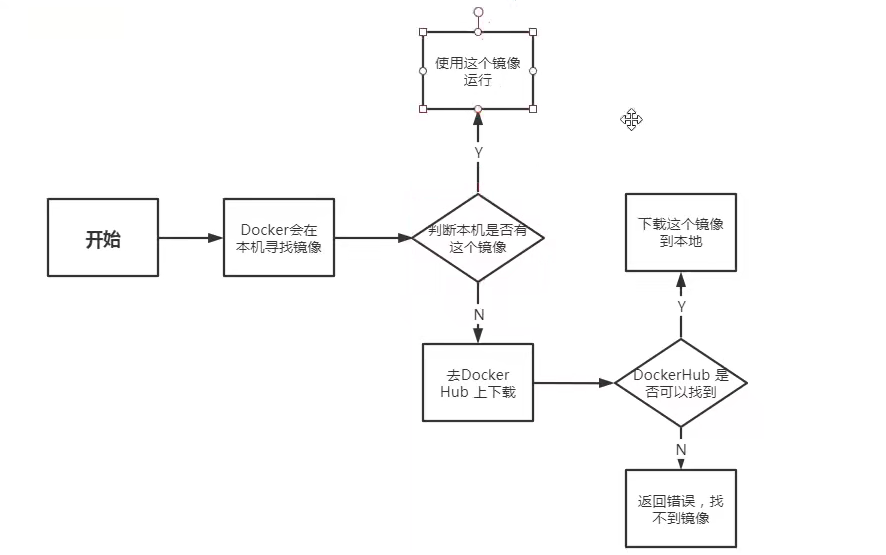 使用这个镜像
运行
Y
开始
Docker会在
本机寻找镜像
判断本机是否有
这个镜像
N
去Docker
Hub 上下载
下载这个镜像
到本地
Y
DockerHub 是
否可以找到
N
返回错误，找
不到镜像